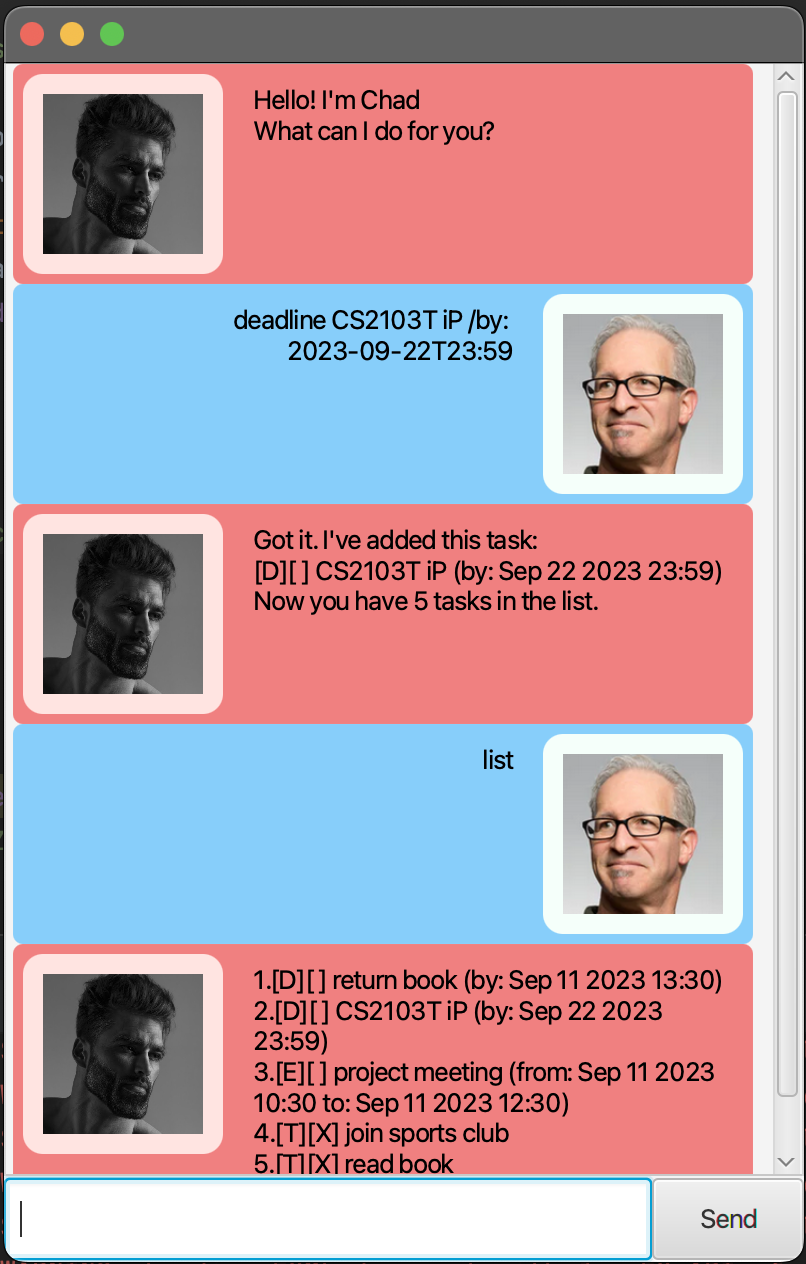 Hello! I'm Chad
What can I do for you?
deadline CS2103T iP /by:
2023-09-22T23:59
Got it. I've added this task:
[D][ ] CS2103T iP (by: Sep 22 2023 23:59)
Now you have 5 tasks in the list.
list
1.[D][ ] return book (by: Sep 11 2023 13:30)
2.[D][ ] CS2103T iP (by: Sep 22 2023
23:59)
3.[E][ ] project meeting (from: Sep 11 2023
10:30 to: Sep 11 2023 12:30)
4.[T][X] join sports club
5.[T][X] read book
Send